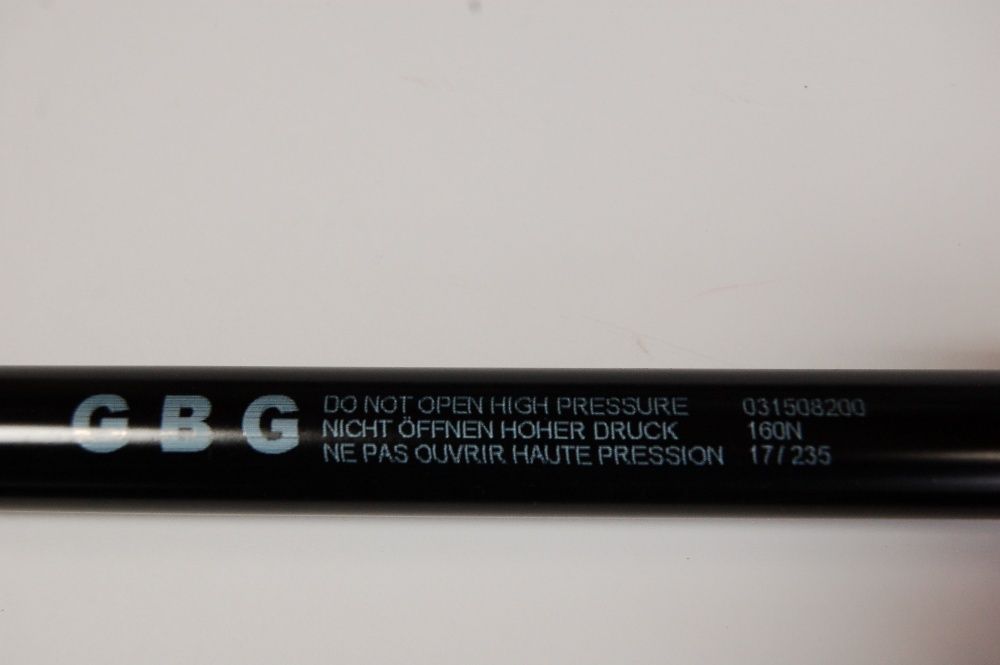 GBG
DO NOT OPEN HIGH PRESSURE
NICHT ÖFFNEN HOHER DRUCK
NE PAS OUVRIR HAUTE PRESSION
031508200
160N
17/235